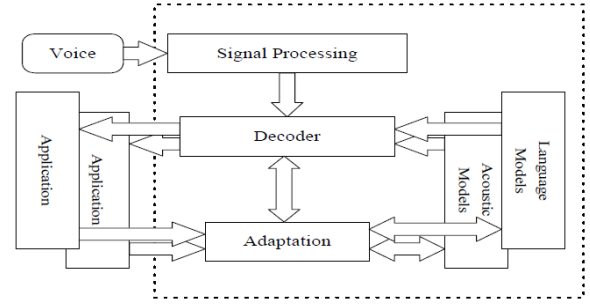 Voice
Signal Processing
Decoder
Application
Application
Acoustic
Models
Language
Models
Adaptation